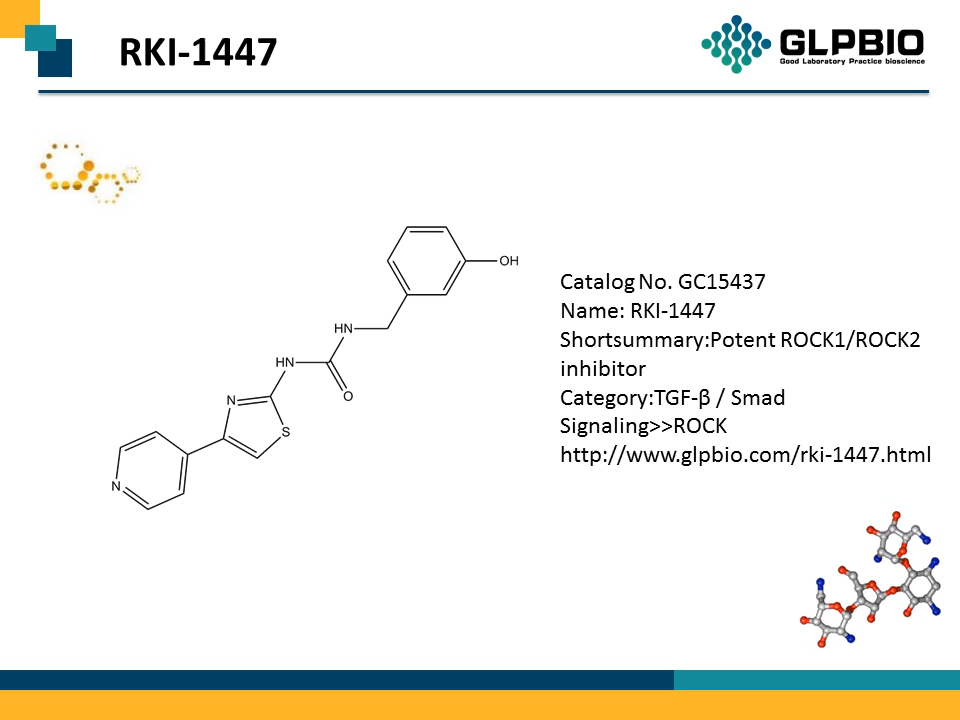 RKI-1447
GLPBIO
Good Laboratory Practice bioscience
OH
HN
HN
O
N
S
N
Catalog No. GC15437
Name: RKI-1447
Shortsummary:Potent ROCK1/ROCK2
inhibitor
Category:TGF-β / Smad
Signaling>>ROCK
http://www.glpbio.com/rki-1447.html